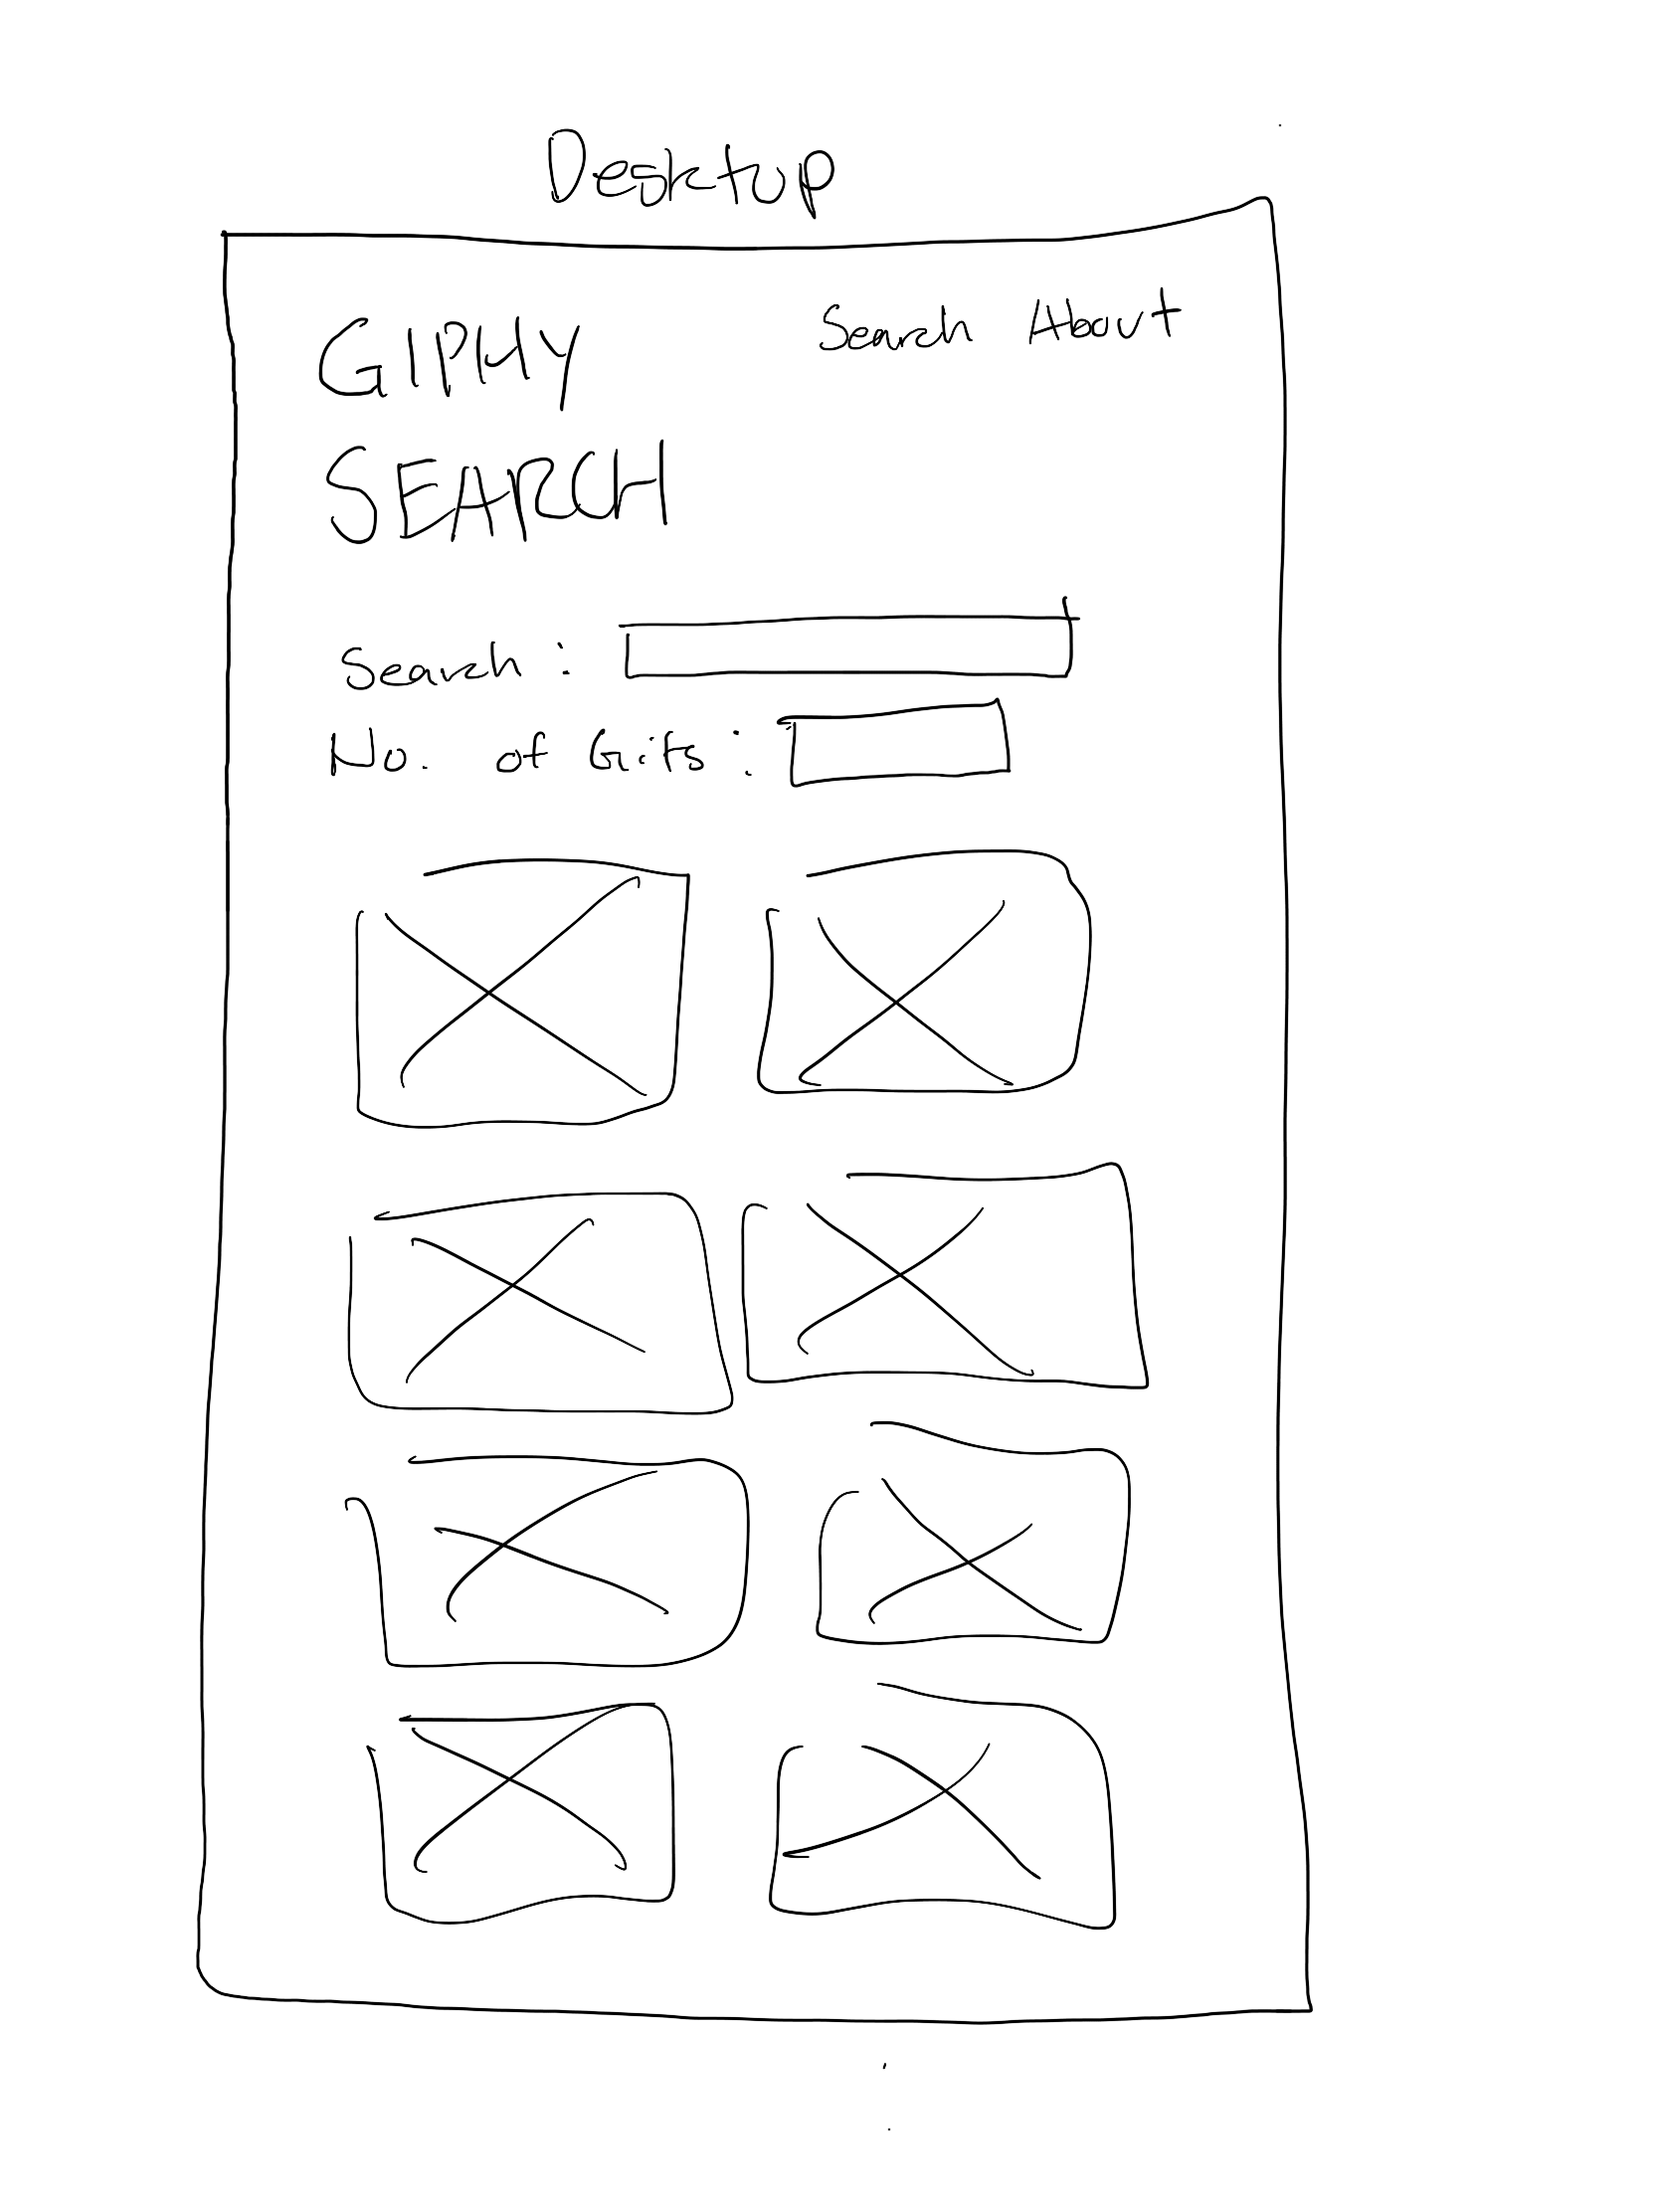 Desktop
GIPHY
Search About
SEARCH
Search :
No. of Gifs :